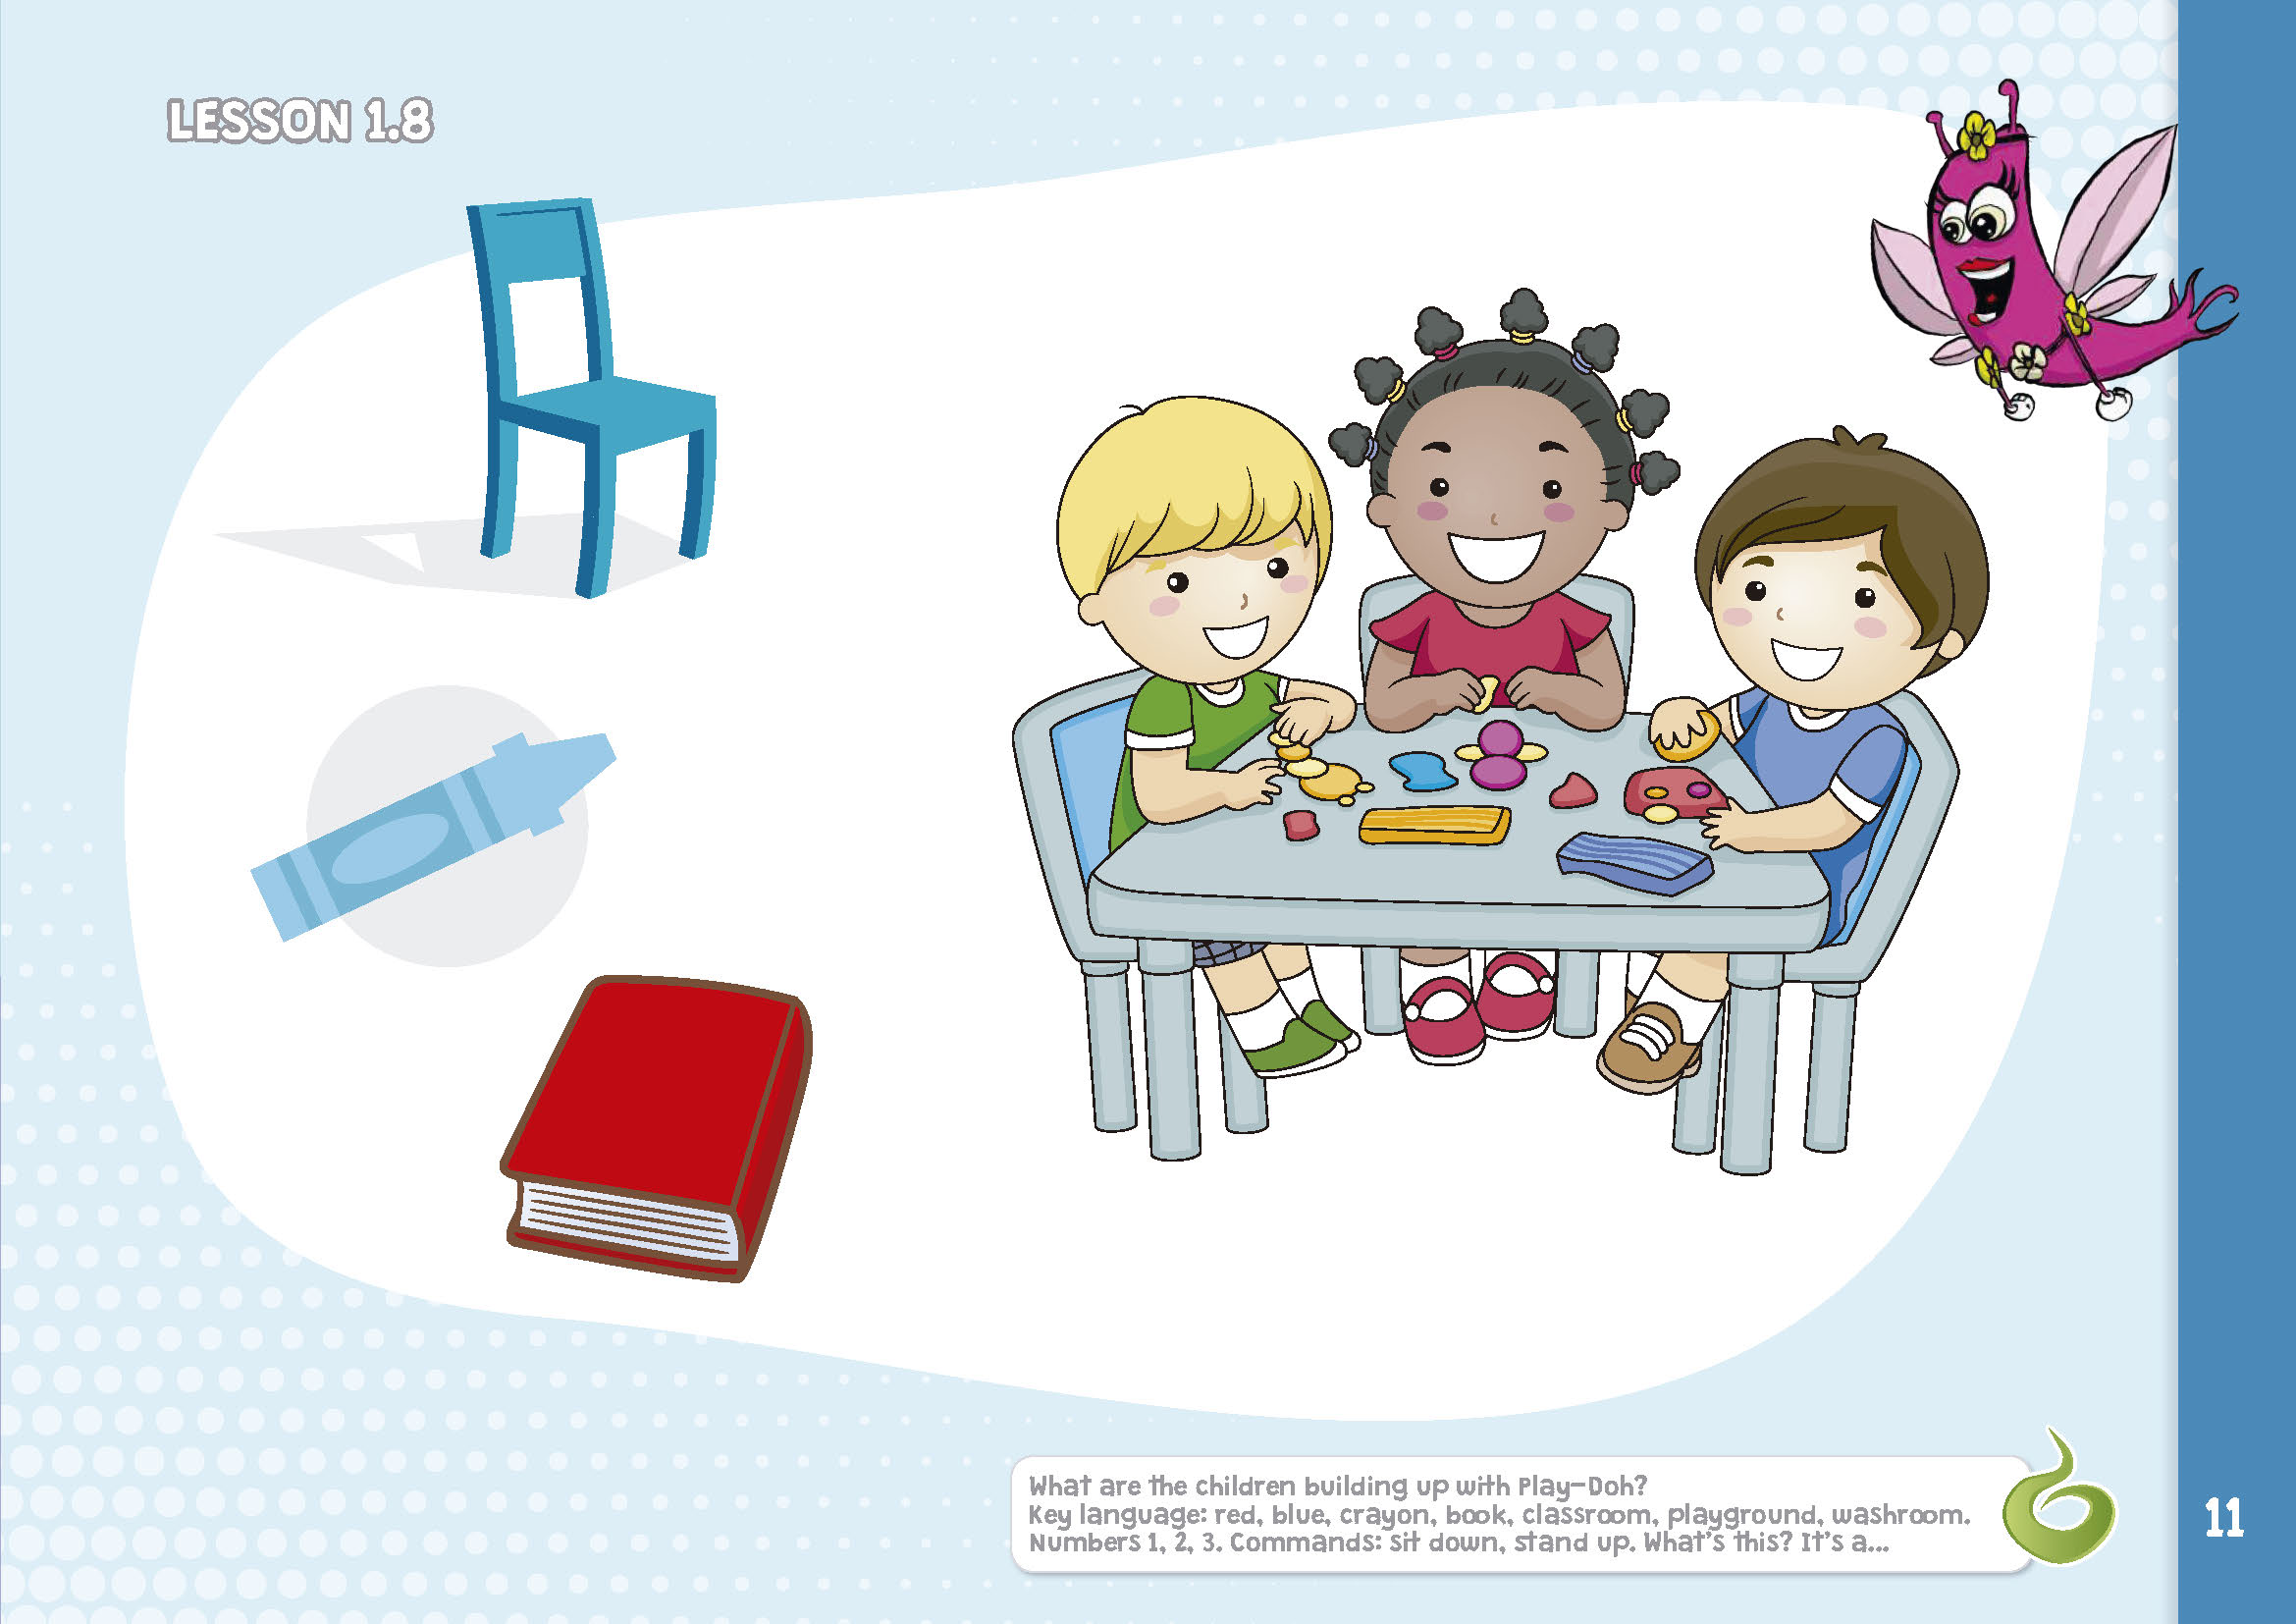 LESSON 1.8
What are the children building up with Play-Doh?
Key language: red, blue, crayon, book, classroom, playground, washroom.
Numbers 1, 2, 3. Commands: sit down, stand up. What's this? It's a...
11